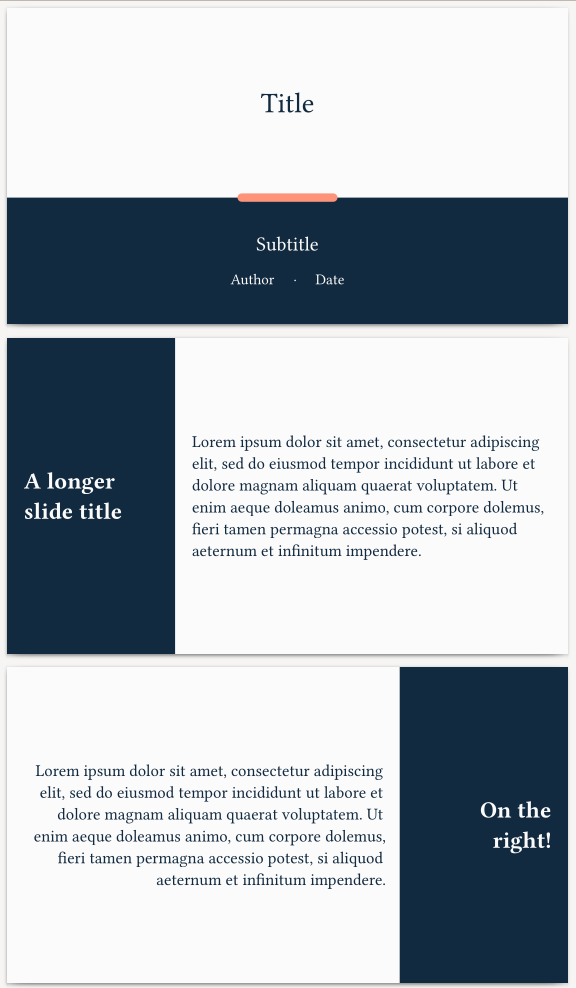 Title
Subtitle
Author · Date
A longer
slide title
Lorem ipsum dolor sit amet, consectetur adipiscing
elit, sed do eiusmod tempor incididunt ut labore et
dolore magnam aliquam quaerat voluptatem. Ut
enim aeque doleamus animo, cum corpore dolemus,
fieri tamen permagna accessio potest, si aliquod
aeternum et infinitum impendere.
Lorem ipsum dolor sit amet, consectetur adipiscing
elit, sed do eiusmod tempor incididunt ut labore et
dolore magnam aliquam quaerat voluptatem. Ut
enim aeque doleamus animo, cum corpore dolemus,
fieri tamen permagna accessio potest, si aliquod
aeternum et infinitum impendere.
On the
right!